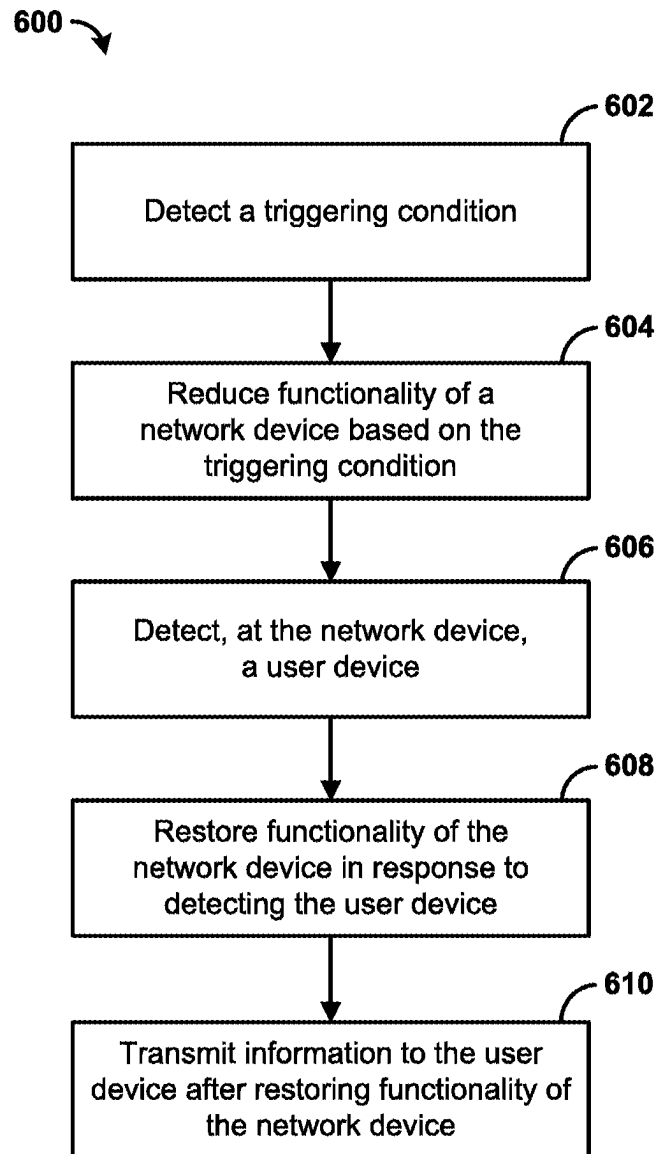 600
602
Detect a triggering condition
604
Reduce functionality of a
network device based on the
triggering condition
606
Detect, at the network device,
a user device
608
Restore functionality of the
network device in response to
detecting the user device
610
Transmit information to the user
device after restoring functionality of
the network device